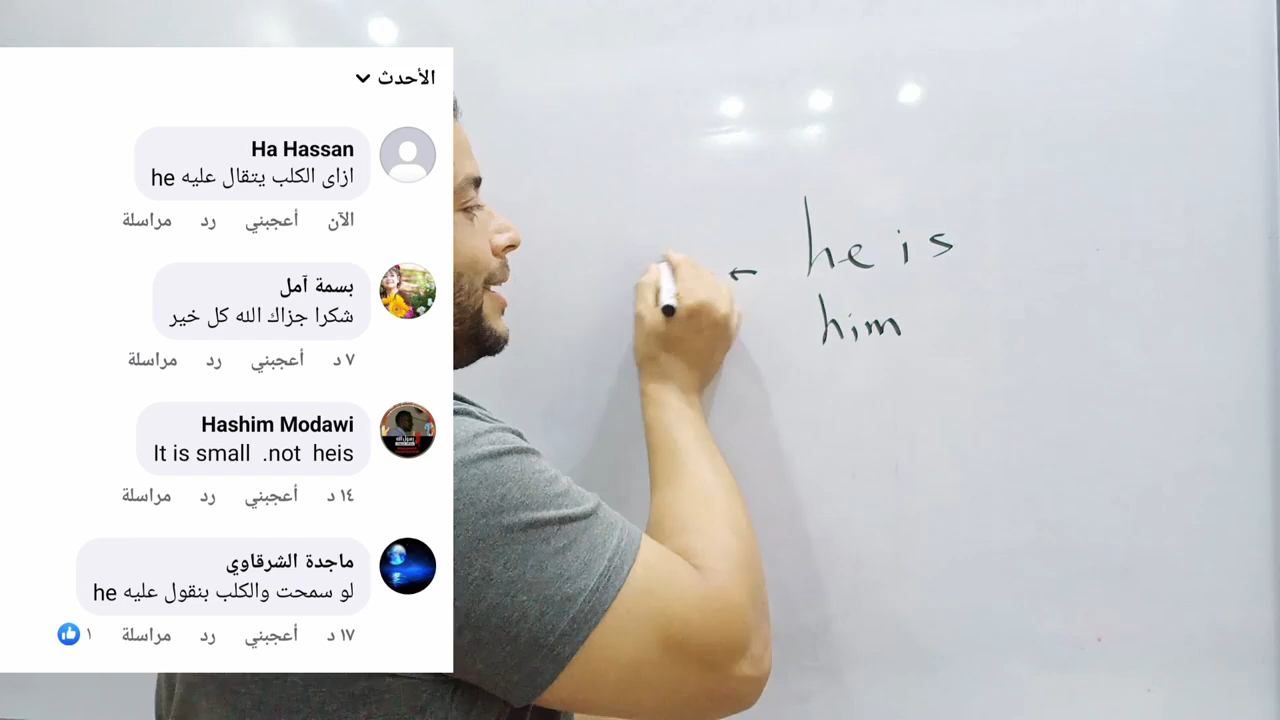 الأحدث
Ha Hassan
ازاى الكلب يتقال عليه he
الآن أعجبني رد مراسلة
بسمة آمل
شكرا جزاك الله كل خير
٧ د أعجبني رد مراسلة
Hashim Modawi
It is small .not heis
١٤ د أعجبني رد مراسلة
ماجدة الشرقاوي
لو سمحت والكلب بنقول عليه he
١٧ د أعجبني رد مراسلة ١
he is
him